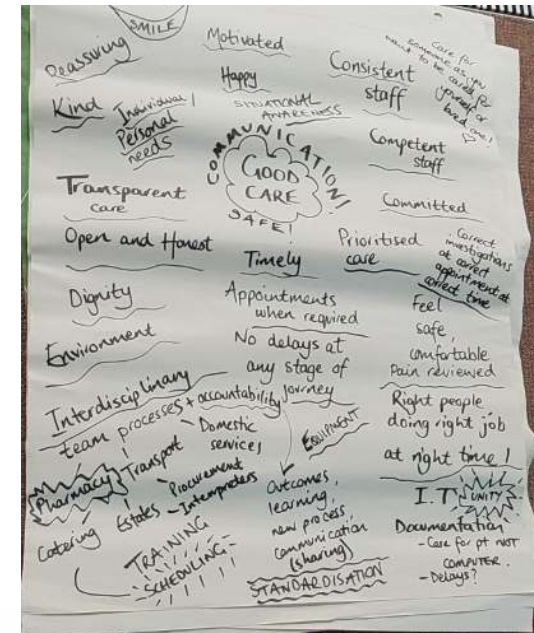 SMILE
Reassuring
Motivated
Care for
someone as you
want to be cared for
yourself or
loved one!
Happy
Consistent
staff
Kind
Individual /
Personal
needs
SITUATIONAL
AWARENESS
COMMUNICATION!
GOOD
CARE
SAFE!
Competent
staff
Transparent
care
Committed
Open and Honest
Timely
Prioritised
care
Correct
investigations
at correct
appointment at
correct time
Dignity
Appointments
when required
Feel
safe,
comfortable
Pain reviewed
Environment
No delays at
any stage of
journey
Interdisciplinary
team processes + accountability
Right people
doing right job
at right time!
Domestic
services
EQUIPMENT
Pharmacy
Transport
Procurement
- Interpreters
Estates
Catering
TRAINING
SCHEDULING
Outcomes,
learning,
new process,
communication
(sharing)
STANDARDISATION
I.T.
UNITY
Documentation
- Care for pt NOT
COMPUTER.
- Delays?